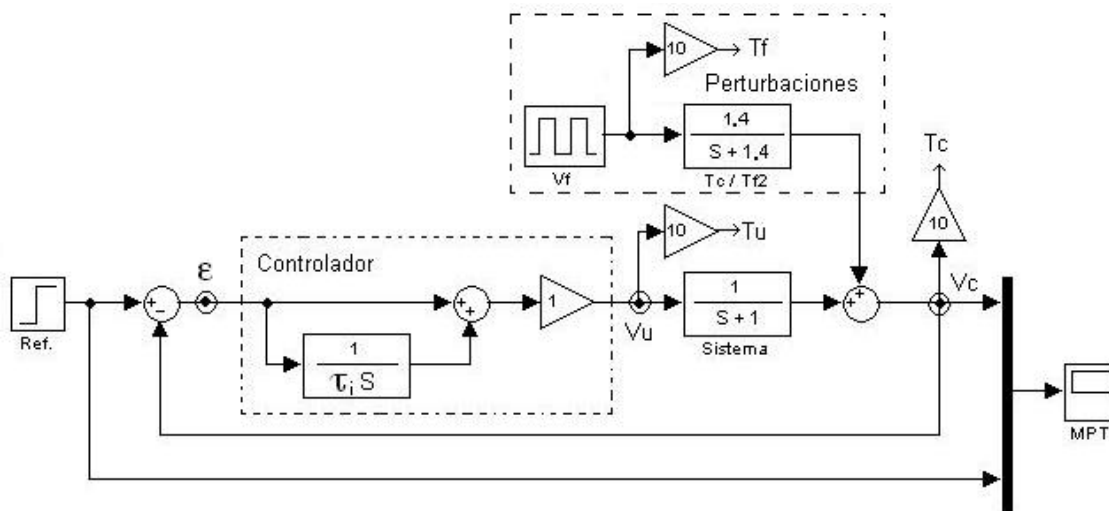 10
Tf
Perturbaciones
1.4
S + 1.4
Vf
Tc / Tf2
Tc
10
10
Tu
Controlador
ε
+
−
+
+
1
Vu
1
S + 1
Sistema
+
+
Vc
Ref.
1
τi S
MPT